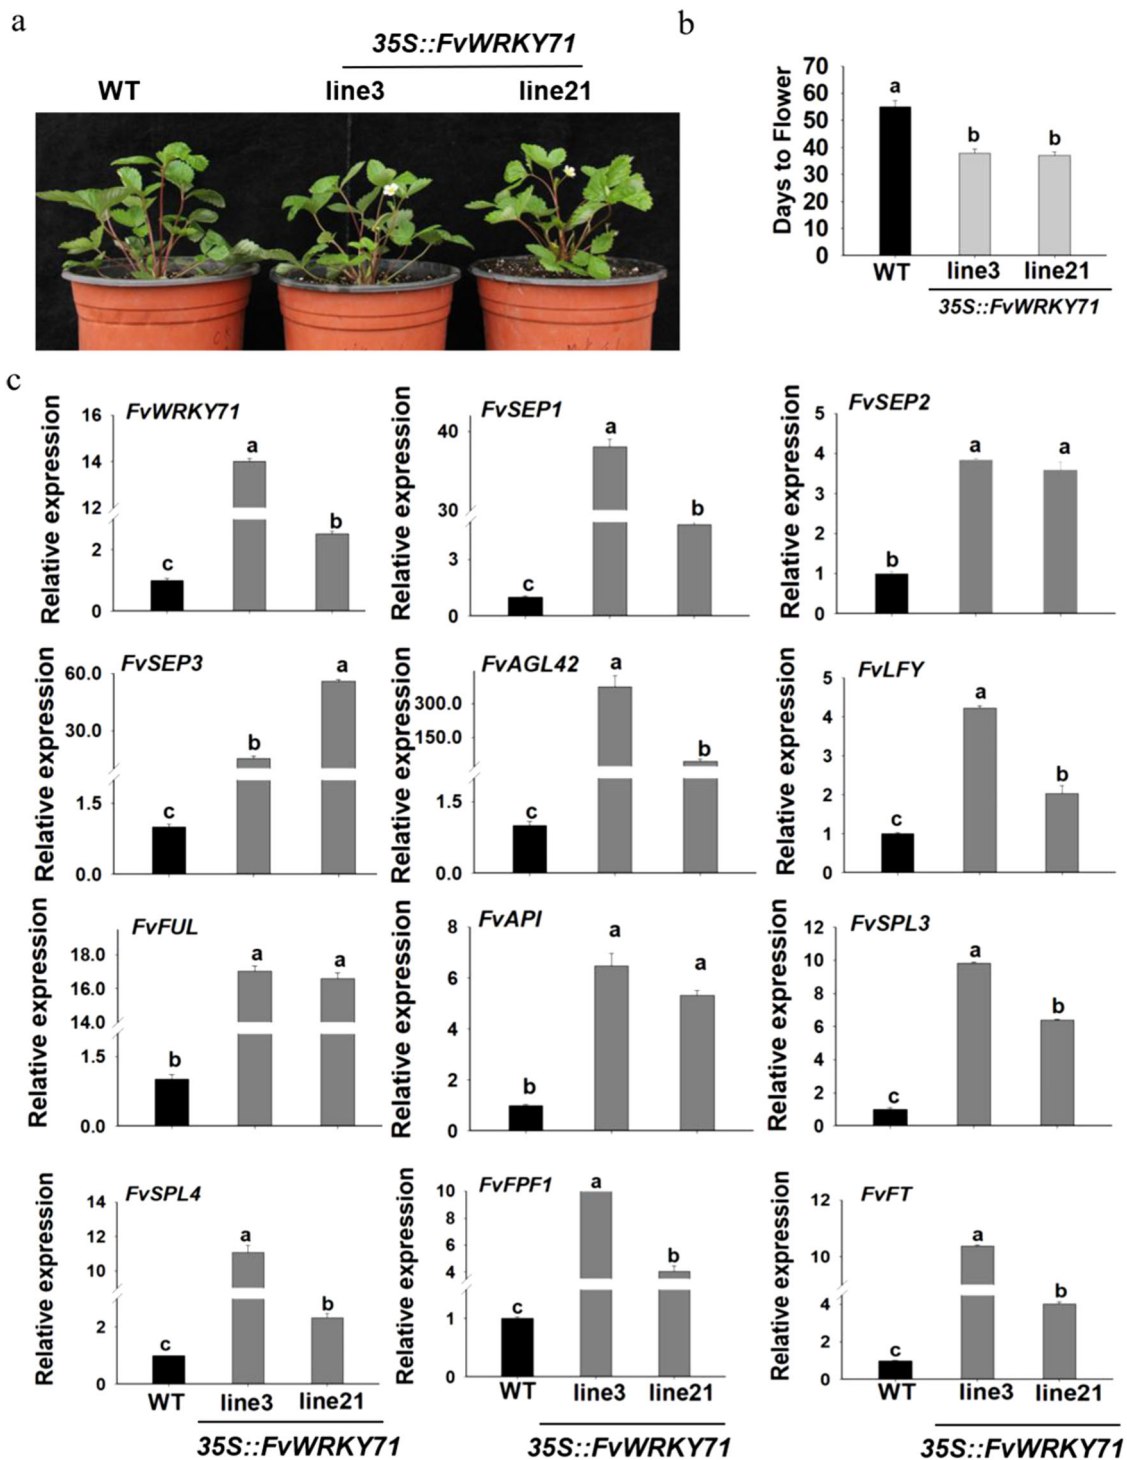 a
35S::FvWRKY71
WT line3 line21
b
Days to Flower
70
60
50
40
30
20
10
0
a
b
b
WT line3 line21
35S::FvWRKY71
c
Relative expression
FvWRKY71
16
14
12
2
0
c
a
b
Relative expression
FvSEP1
40
30
3
0
c
a
b
Relative expression
FvSEP2
5
4
3
2
1
0
b
a
a
Relative expression
FvSEP3
60.0
30.0
1.5
0.0
c
b
a
Relative expression
FvAGL42
300.0
150.0
1.5
0.0
c
a
b
Relative expression
FvLFY
5
4
3
2
1
0
c
a
b
Relative expression
FvFUL
18.0
16.0
14.0
1.5
0.0
b
a
a
Relative expression
FvAPI
8
6
4
2
0
b
a
a
Relative expression
FvSPL3
12
10
8
6
4
2
0
c
a
b
Relative expression
FvSPL4
14
12
10
2
0
c
a
b
WT line3 line21
35S::FvWRKY71
Relative expression
FvFPF1
10
8
6
4
1
0
c
a
b
WT line3 line21
35S::FvWRKY71
Relative expression
FvFT
12
10
4
2
0
c
a
b
WT line3 line21
35S::FvWRKY71